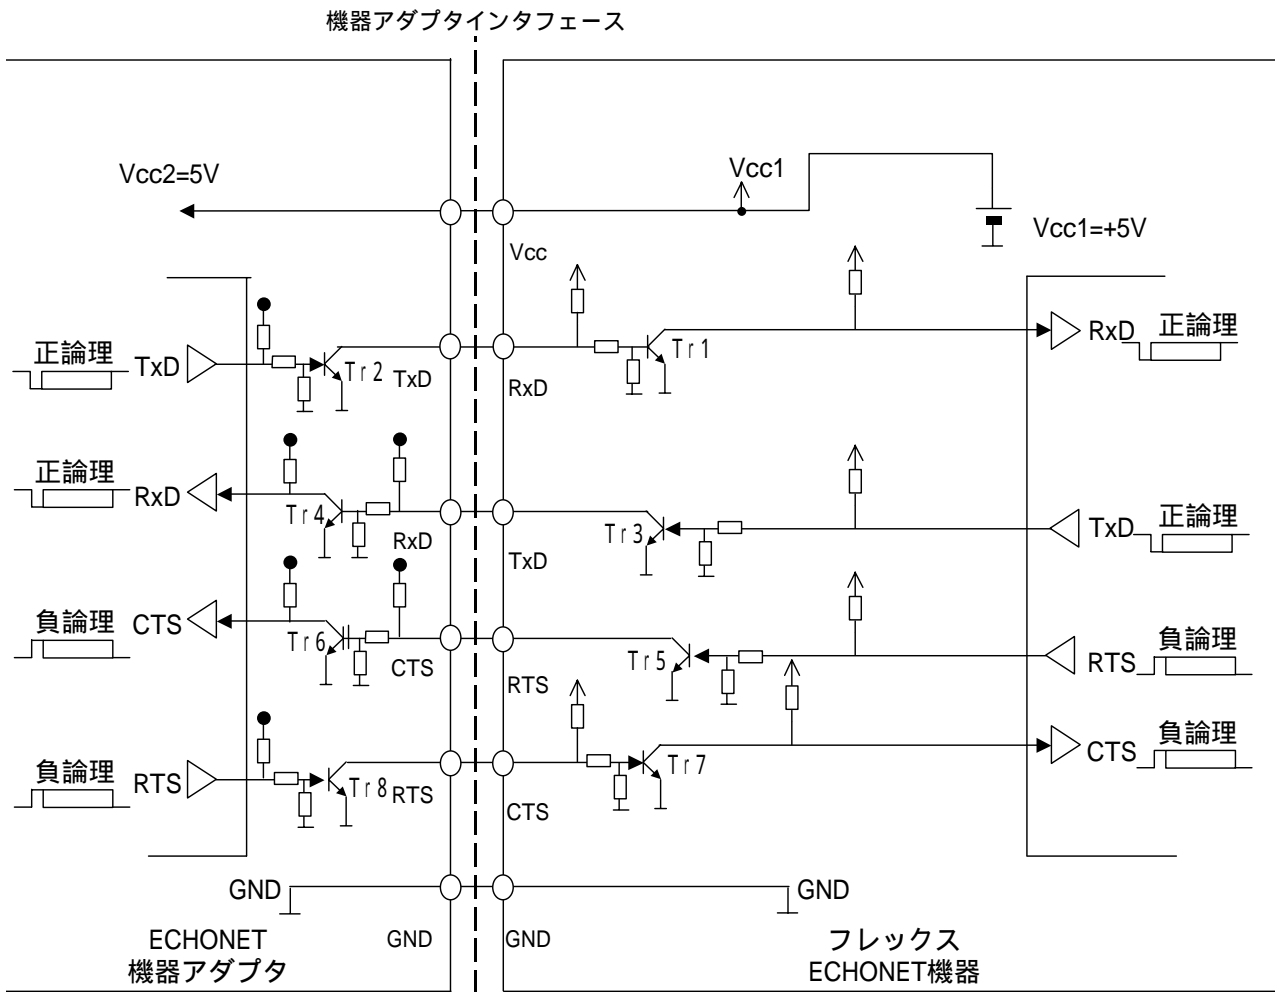 機器アダプタインタフェース
Vcc2=5V
Vcc1
Vcc1=+5V
Vcc
正論理
TxD
Tr2
TxD
RxD
Tr1
RxD
正論理
正論理
RxD
Tr4
RxD
TxD
Tr3
TxD
正論理
負論理
CTS
Tr6
CTS
RTS
Tr5
RTS
負論理
負論理
RTS
Tr8
RTS
CTS
Tr7
CTS
負論理
GND
GND
GND
GND
ECHONET
機器アダプタ
フレックス
ECHONET機器